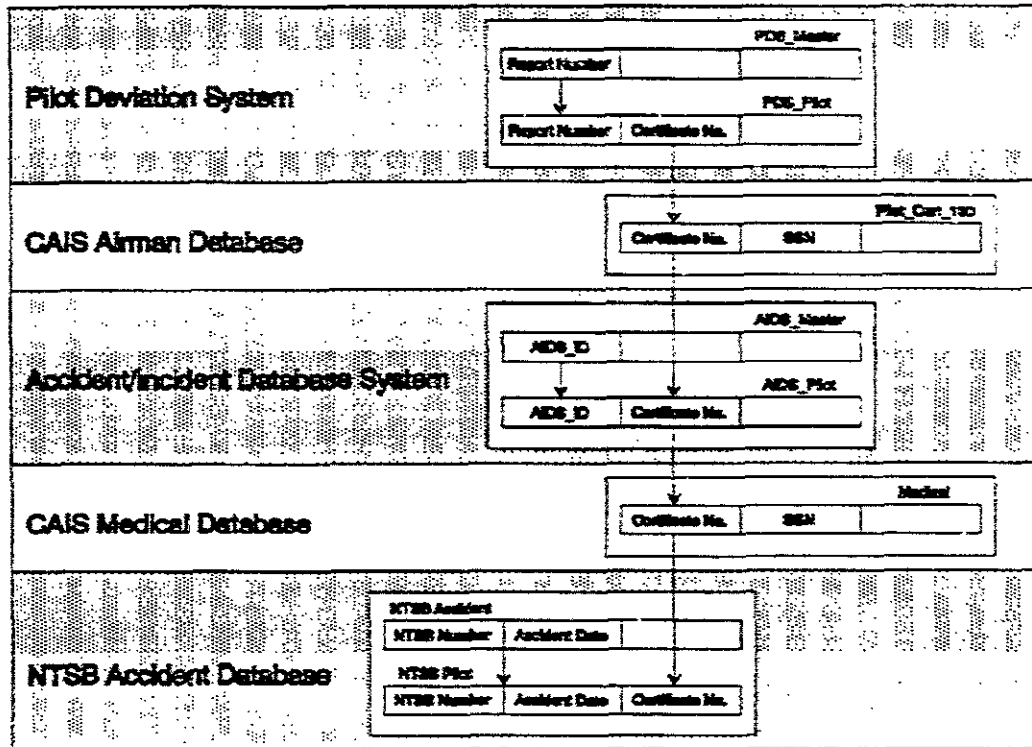 PDS_Master
Report Number
Pilot Deviation System
PDS_Pilot
Report Number Certificate No.
CAIS Airman Database
Certificate No. SSN
AIDS_Master
AIDS_ID
Accident/Incident Database System
AIDS_Pilot
AIDS_ID Certificate No.
Medical
CAIS Medical Database
Certificate No. SSN
NTSB Accident
NTSB Number Accident Date
NTSB Accident Database
NTSB Pilot
NTSB Number Accident Date Certificate No.